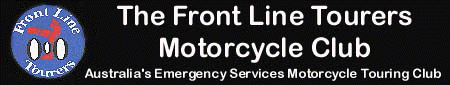 Front Line
Tourers
The Front Line Tourers
Motorcycle Club
Australia's Emergency Services Motorcycle Touring Club